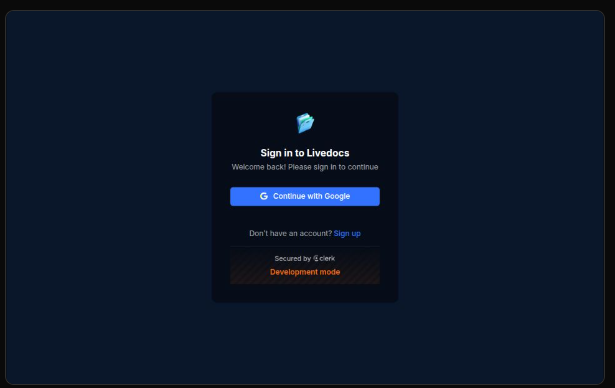 Sign in to Livedocs
Welcome back! Please sign in to continue
Continue with Google
Don't have an account? Sign up
Secured by clerk
Development mode